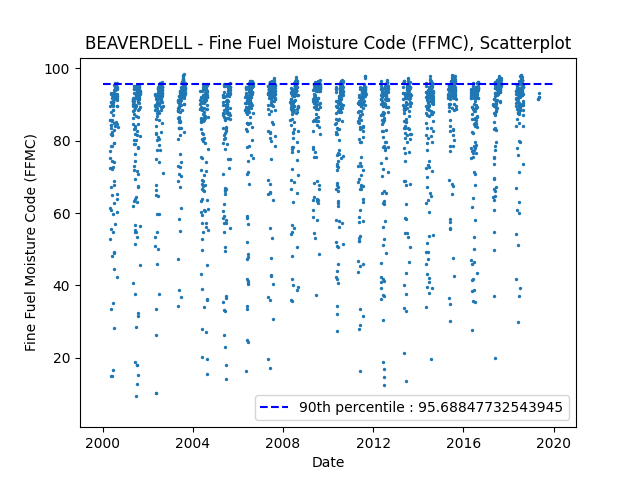 BEAVERDELL - Fine Fuel Moisture Code (FFMC), Scatterplot
100
80
60
40
20
Fine Fuel Moisture Code (FFMC)
90th percentile : 95.68847732543945
2000
2004
2008
2012
2016
2020
Date